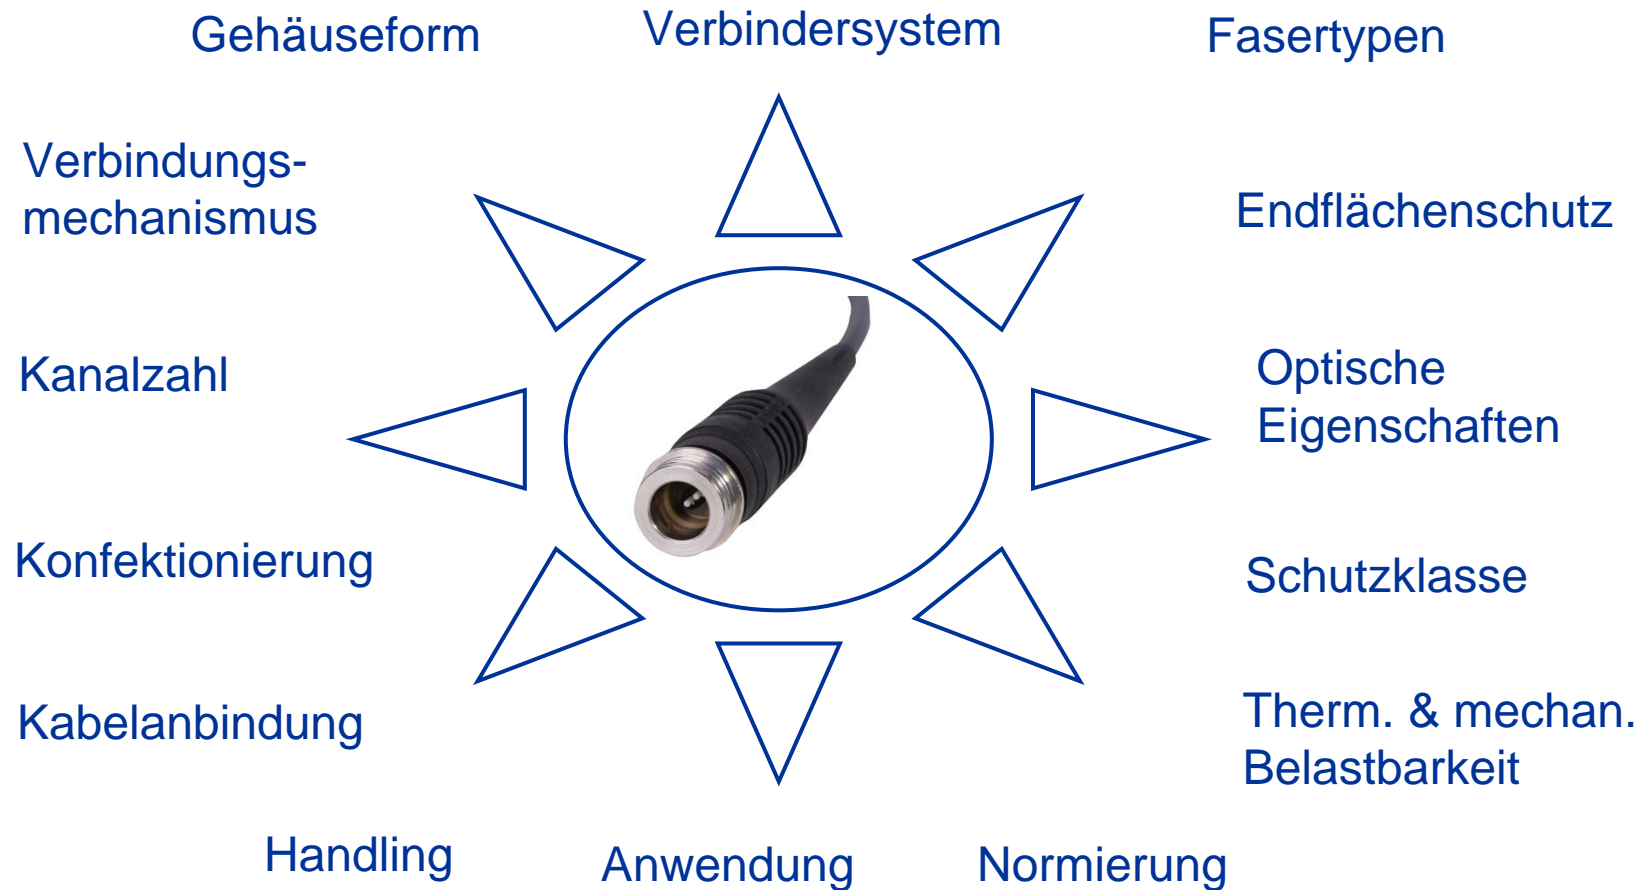 Gehäuseform
Verbindersystem
Fasertypen
Verbindungs-
mechanismus
Endflächenschutz
Kanalzahl
Optische
Eigenschaften
Konfektionierung
Schutzklasse
Kabelanbindung
Therm. & mechan.
Belastbarkeit
Handling
Anwendung
Normierung